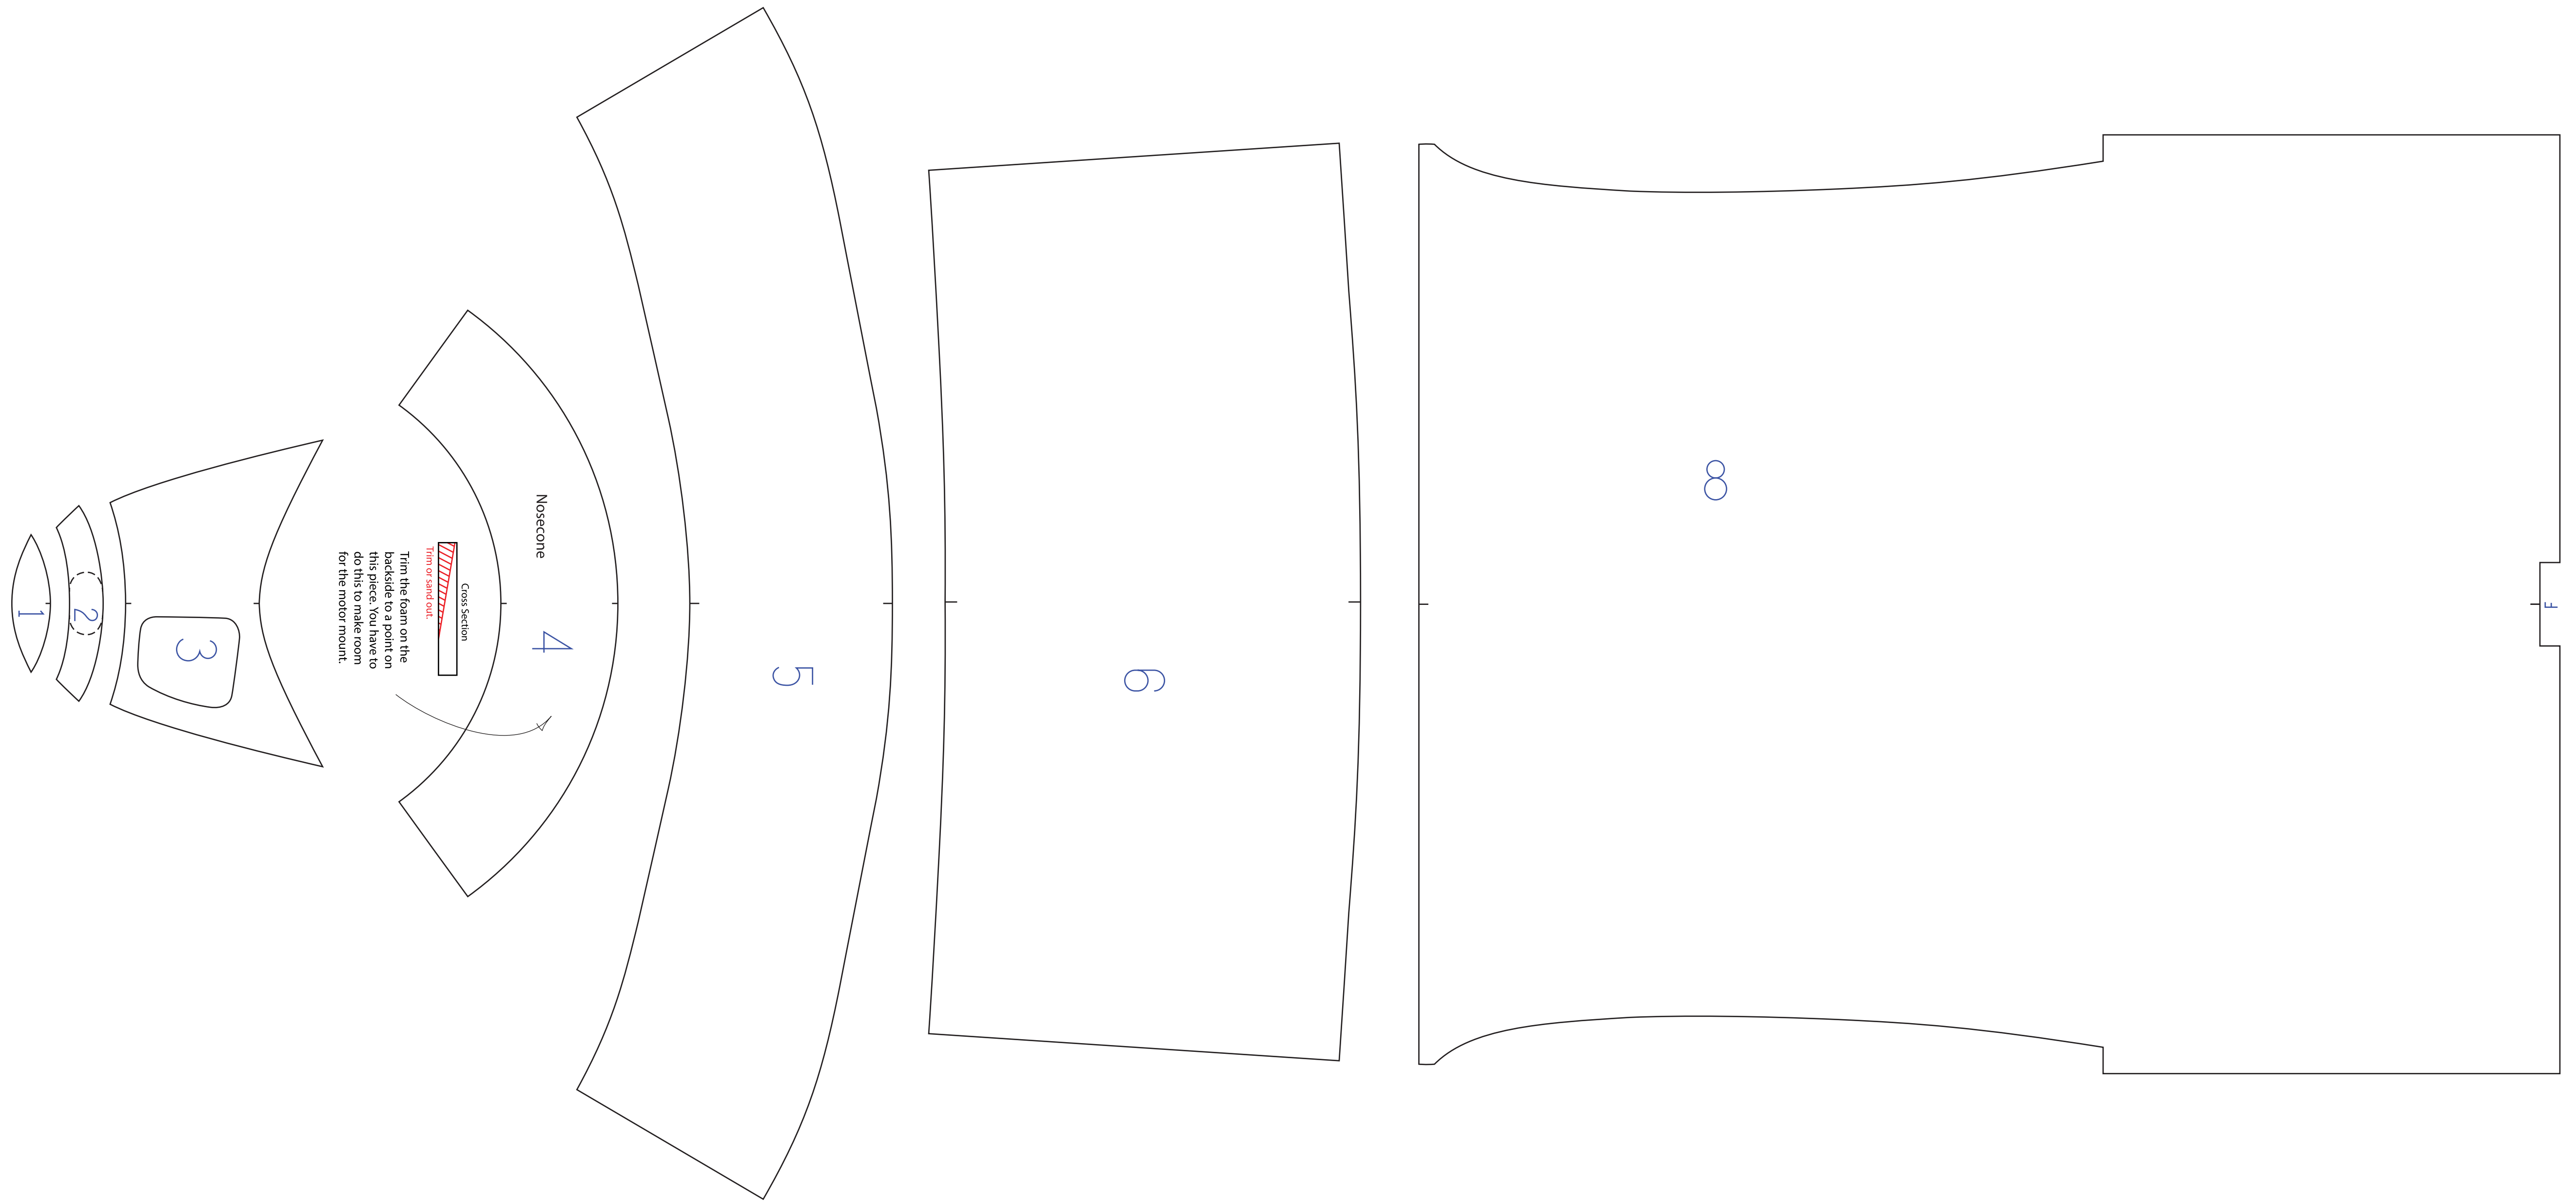 1
2
3
Nosecone
4
Cross Section
Trim or sand out.
Trim the foam on the
backside to a point on
this piece. You have to
do this to make room
for the motor mount.
5
6
8
F